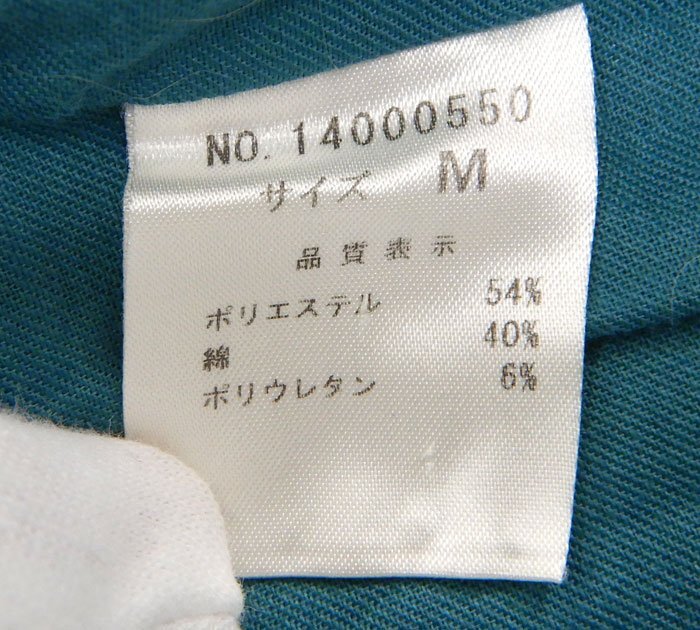 NO. 14000550
サイズ M
品質表示
ポリエステル 54%
綿 40%
ポリウレタン 6%